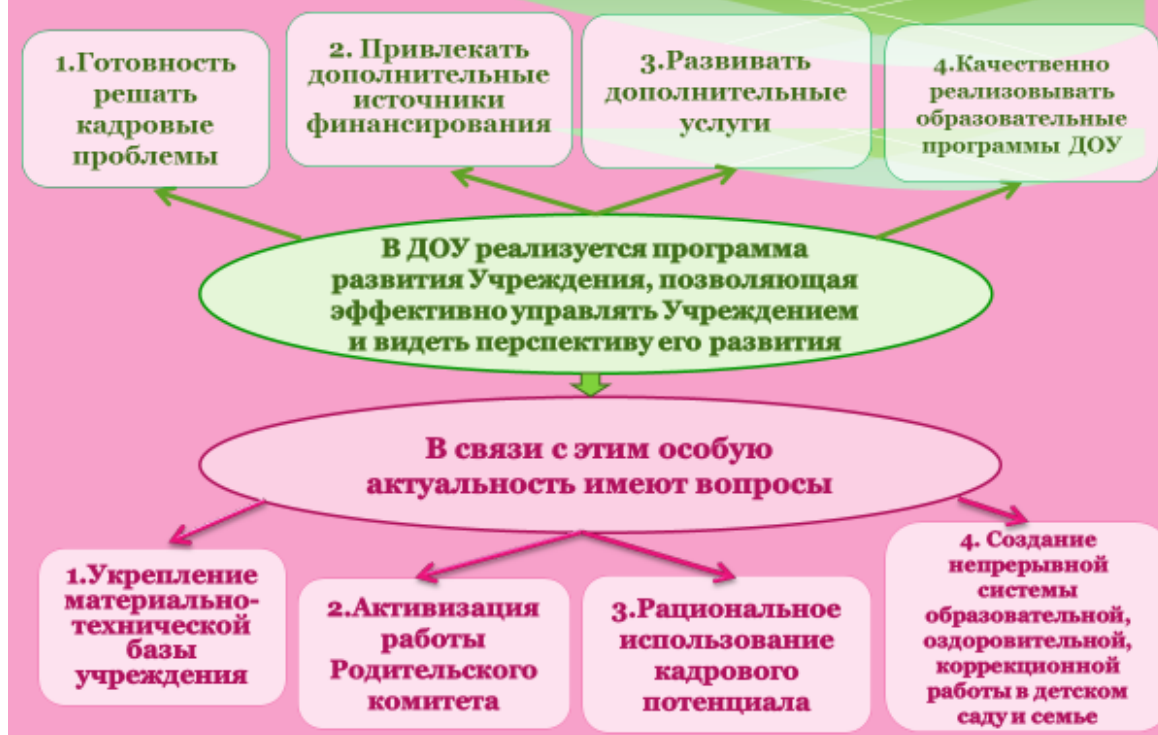 1.Готовность
решать
кадровые
проблемы
2. Привлекать
дополнительные
источники
финансирования
3.Развивать
дополнительные
услуги
4.Качественно
реализовывать
образовательные
программы ДОУ
В ДОУ реализуется программа
развития Учреждения, позволяющая
эффективно управлять Учреждением
и видеть перспективу его развития
В связи с этим особую
актуальность имеют вопросы
1.Укрепление
материально-
технической
базы
учреждения
2.Активизация
работы
Родительского
комитета
3.Рациональное
использование
кадрового
потенциала
4. Создание
непрерывной
системы
образовательной,
оздоровительной,
коррекционной
работы в детском
саду и семье